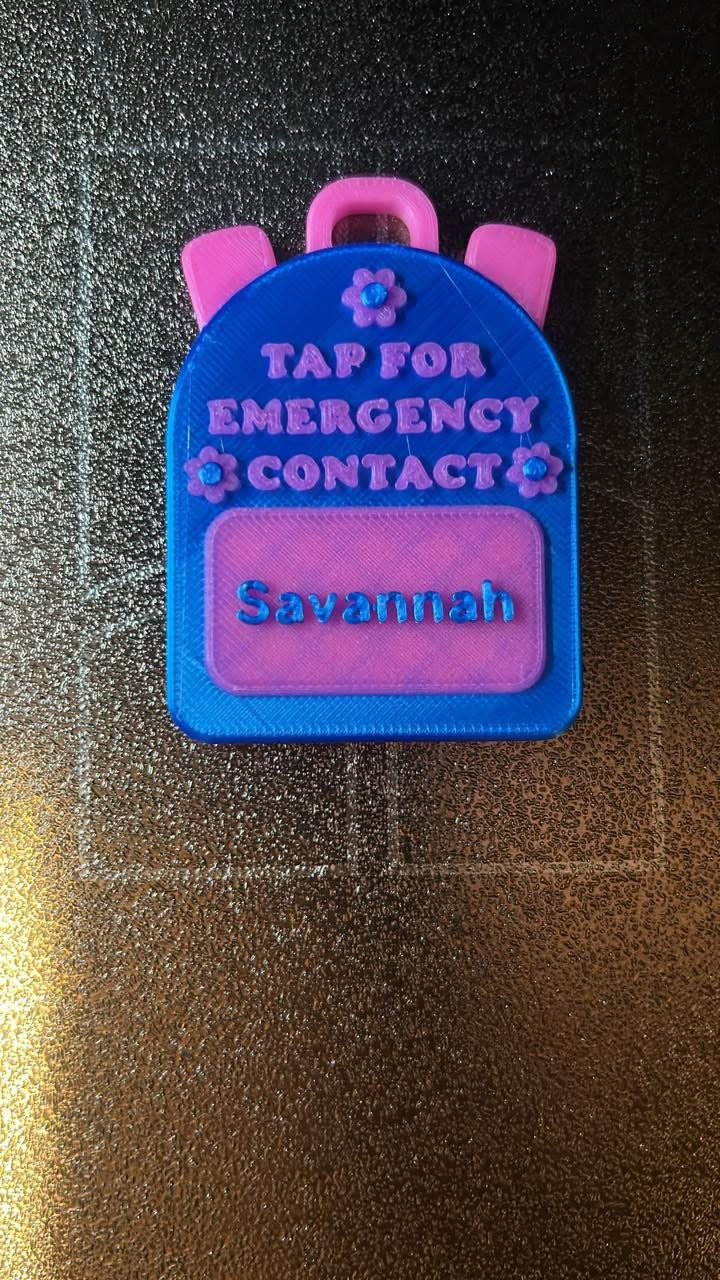 TAP FOR
EMERGENCY
CONTACT
Savannah